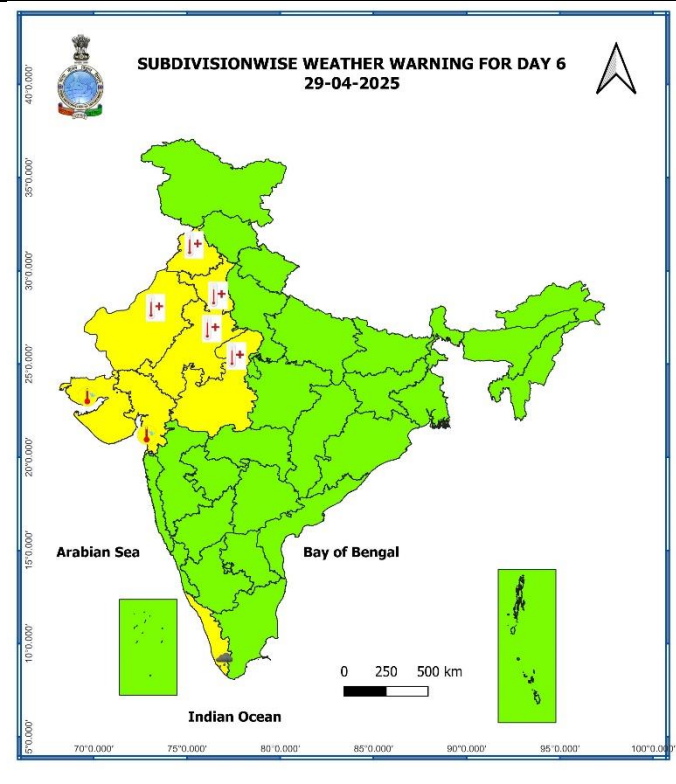 SUBDIVISIONWISE WEATHER WARNING FOR DAY 6
29-04-2025
40°0.000'
35°0.000'
30°0.000'
25°0.000'
20°0.000'
15°0.000'
10°0.000'
5°0.000'
Arabian Sea
Bay of Bengal
0 250 500 km
Indian Ocean
70°0.000' 75°0.000' 80°0.000' 85°0.000' 90°0.000' 95°0.000' 100°0.000'